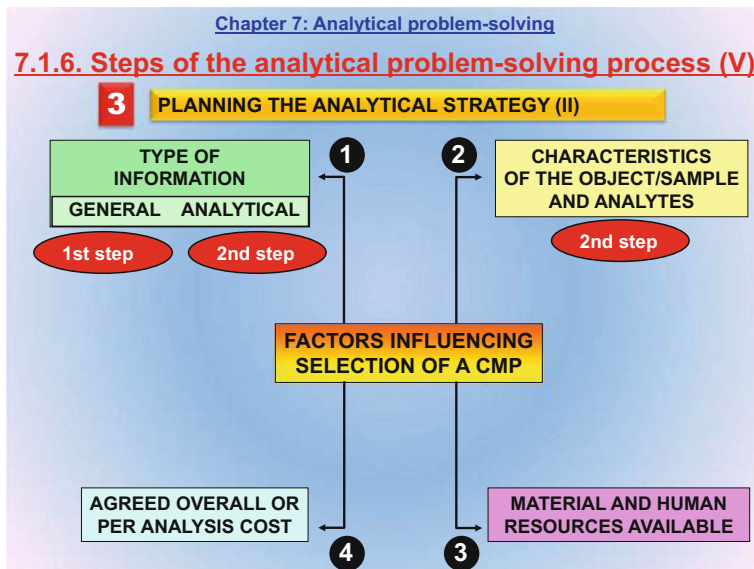 Chapter 7: Analytical problem-solving
7.1.6. Steps of the analytical problem-solving process (V)
3
PLANNING THE ANALYTICAL STRATEGY (II)
TYPE OF
INFORMATION
GENERAL ANALYTICAL
1st step
2nd step
1
2
CHARACTERISTICS
OF THE OBJECT/SAMPLE
AND ANALYTES
2nd step
FACTORS INFLUENCING
SELECTION OF A CMP
AGREED OVERALL OR
PER ANALYSIS COST
4
3
MATERIAL AND HUMAN
RESOURCES AVAILABLE